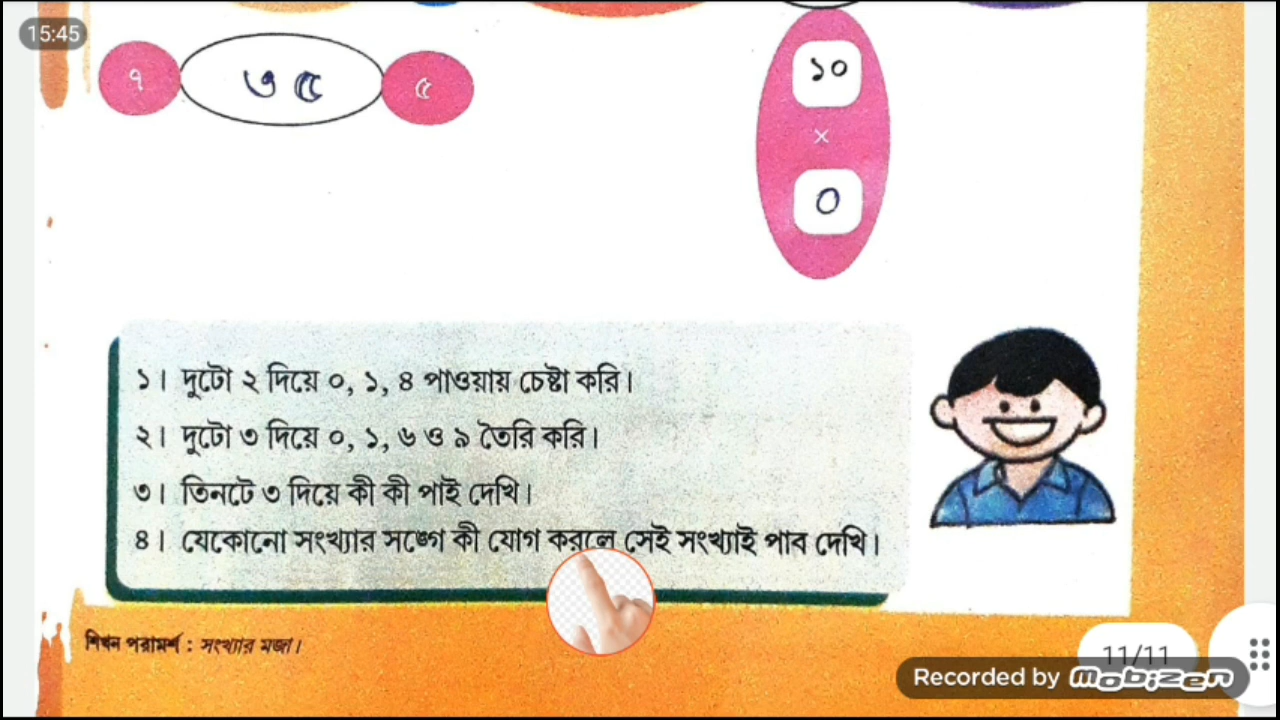 15:45
৭ ৩৫ ৫
১০
×
০
১। দুটো ২ দিয়ে ০, ১, ৪ পাওয়ায় চেষ্টা করি।
২। দুটো ৩ দিয়ে ০, ১, ৬ ও ৯ তৈরি করি।
৩। তিনটে ৩ দিয়ে কী কী পাই দেখি।
৪। যেকোনো সংখ্যার সঙ্গে কী যোগ করলে সেই সংখ্যাই পাব দেখি।
শিখন পরামর্শ : সংখ্যার মজা।
11/11
Recorded by Mobizen